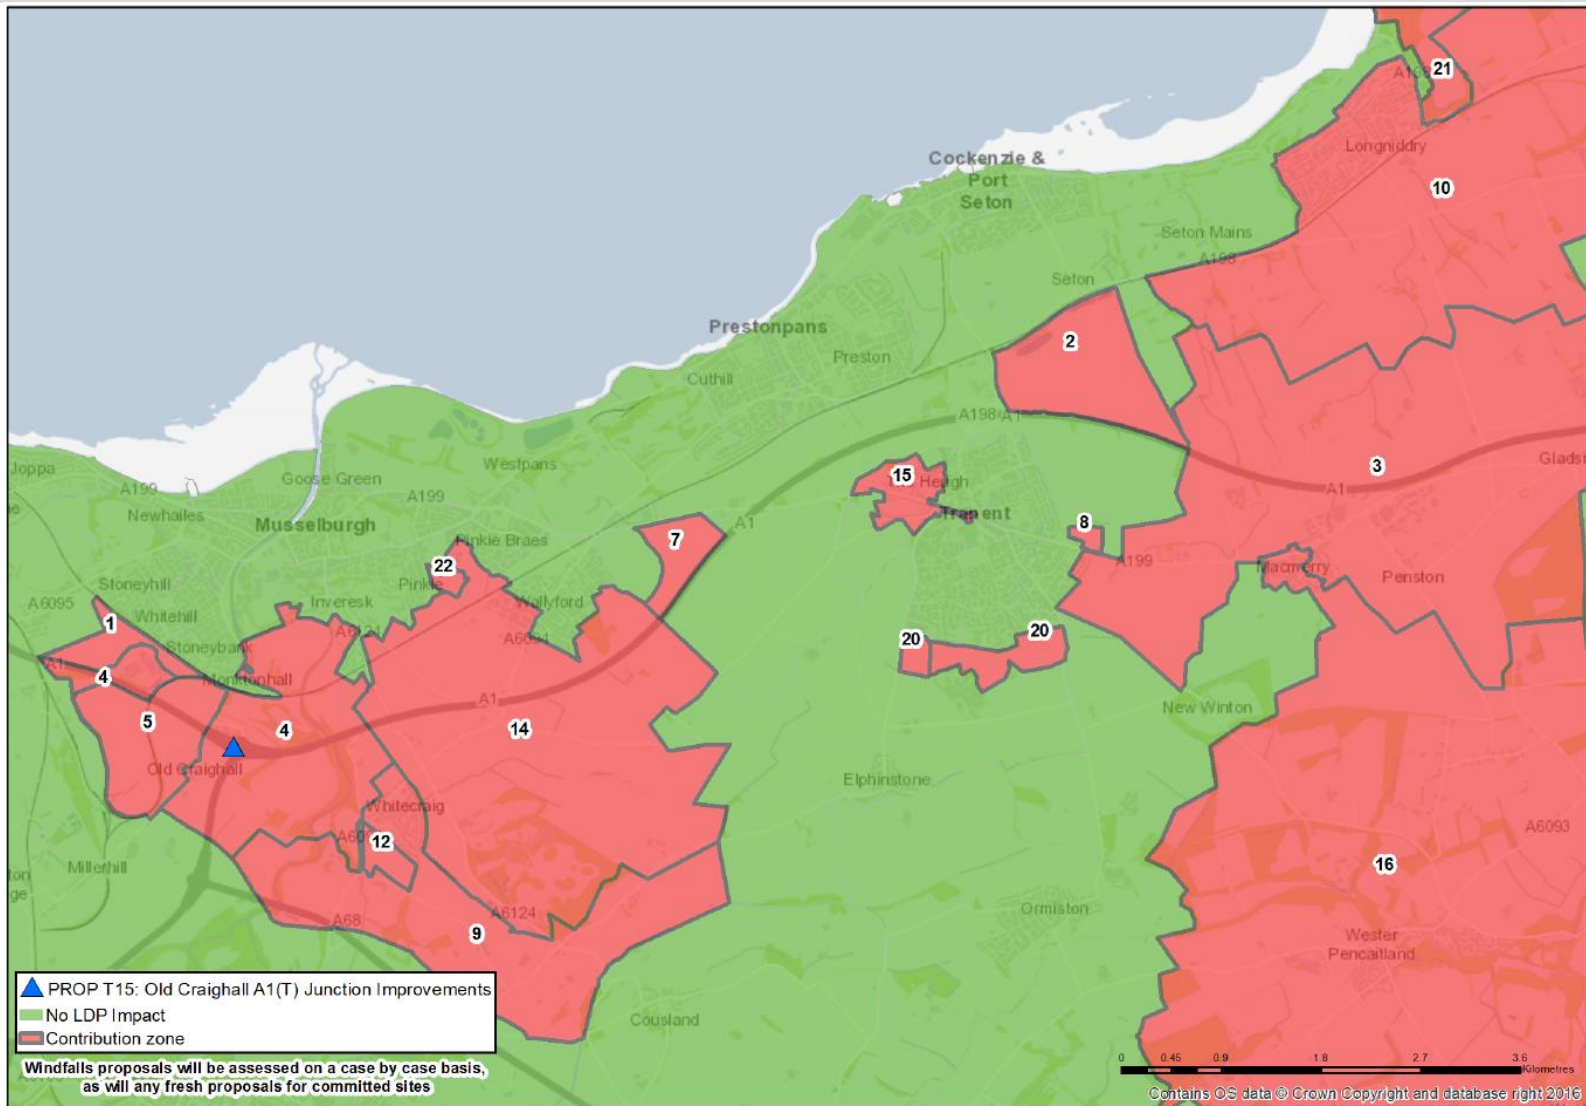 21
A198
Longniddry
10
Cockenzie &
Port
Seton
Seton Mains
A198
Seton
2
Prestonpans
Preston
Cuthill
A198/A1
3
A1
Joppa
A199
Goose Green
Westpans
Newhailes
Musselburgh
A199
Pinkie Braes
A1
7
15
Tranent
8
A199
Macmerry
Penston
Stoneyhill
22
Pinkie
Wallyford
A6095
Whitehill
Inveresk
1
Stoneybank
A6124
A6094
20
20
A1
4
Monktonhall
A1
5
4
14
New Winton
Old Craighall
Elphinstone
Whitecraig
12
A6093
Millerhill
16
A6124
A68
9
Ormiston
Wester
Pencaitland
Cousland
PROP T15: Old Craighall A1(T) Junction Improvements
No LDP Impact
Contribution zone
Windfalls proposals will be assessed on a case by case basis,
as will any fresh proposals for committed sites
0 0.45 0.9 1.8 2.7 3.6
Kilometres
Contains OS data © Crown Copyright and database right 2016